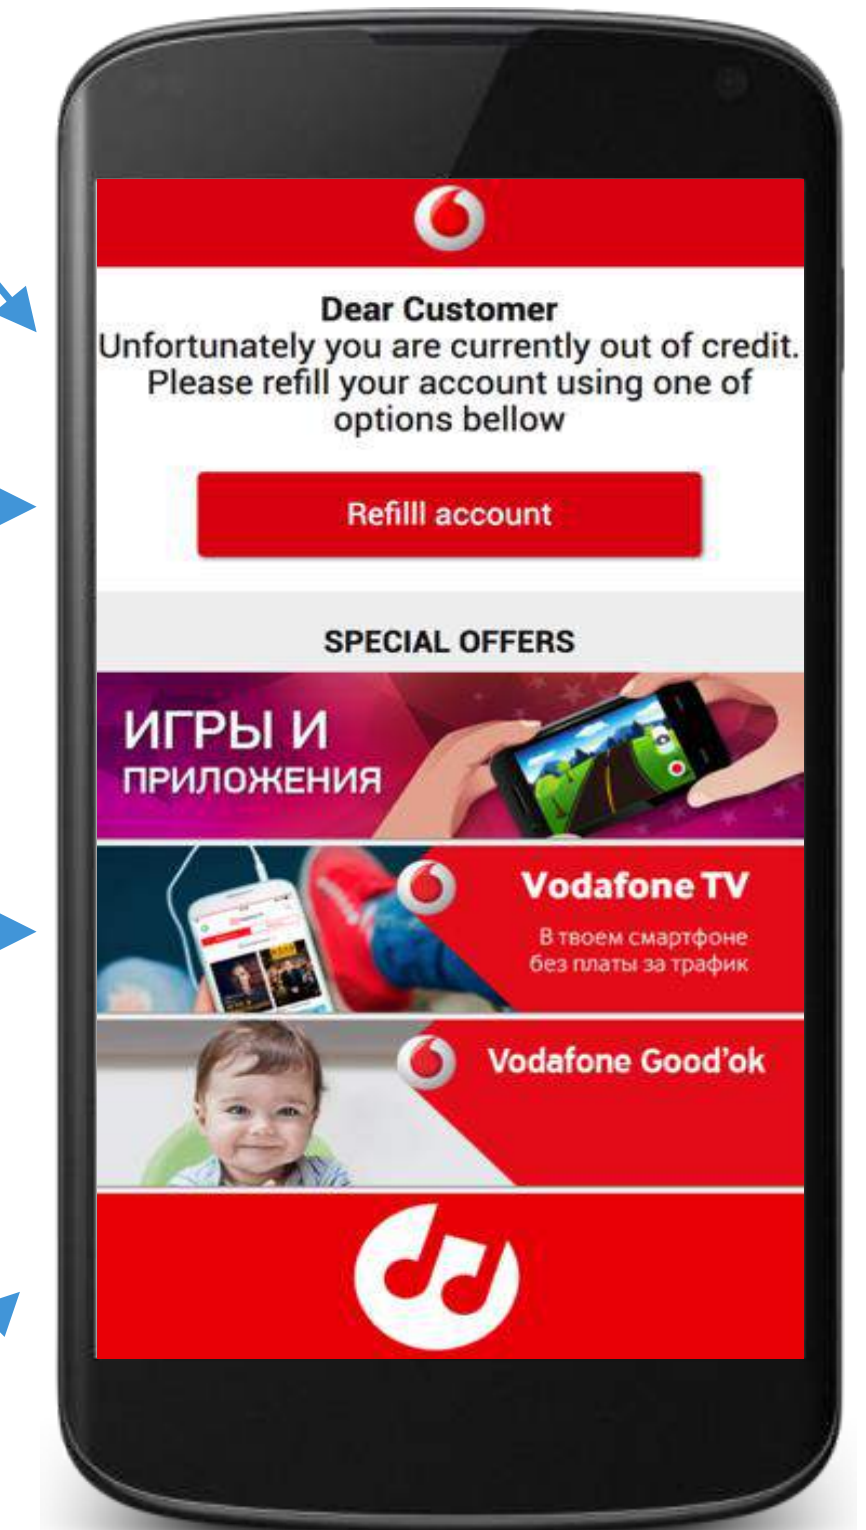 Dear Customer
Unfortunately you are currently out of credit.
Please refill your account using one of
options bellow
Refilll account
SPECIAL OFFERS
ИГРЫ И
ПРИЛОЖЕНИЯ
Vodafone TV
В твоем смартфоне
без платы за трафик
Vodafone Good'ok